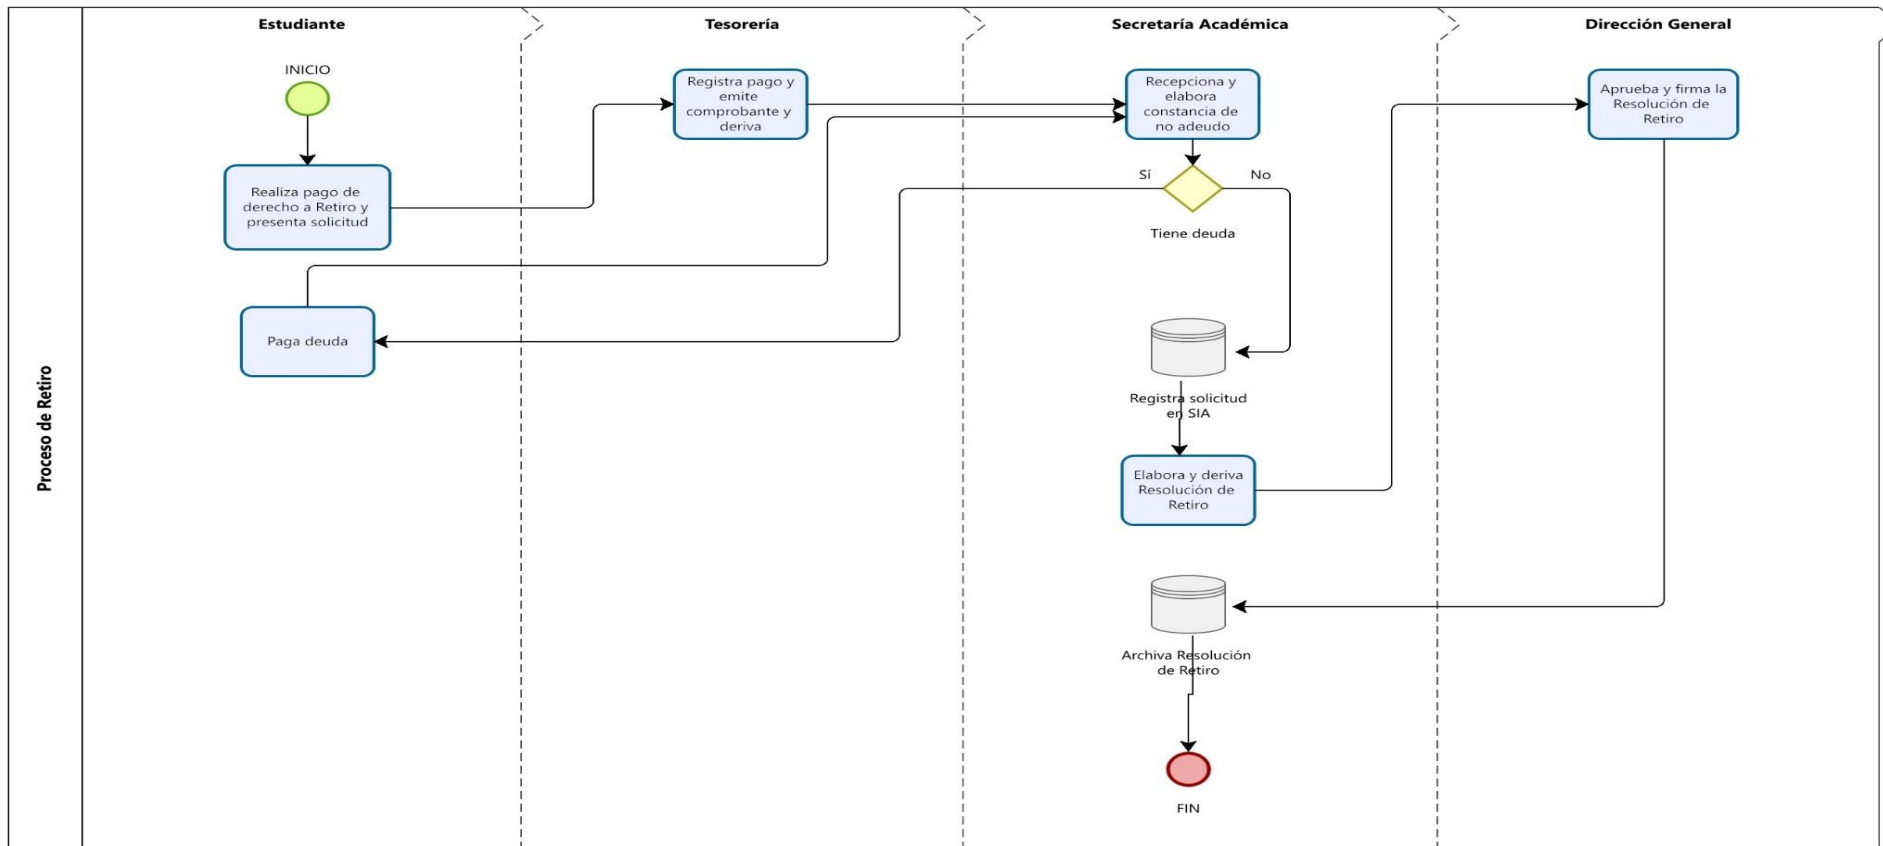 Estudiante
Tesorería
Secretaría Académica
Dirección General
Proceso de Retiro
INICIO
Realiza pago de
derecho a Retiro y
presenta solicitud
Paga deuda
Registra pago y
emite
comprobante y
deriva
Recepciona y
elabora
constancia de
no adeudo
Sí
No
Tiene deuda
Registra solicitud
en SIA
Elabora y deriva
Resolución de
Retiro
Archiva Resolución
de Retiro
FIN
Aprueba y firma la
Resolución de
Retiro